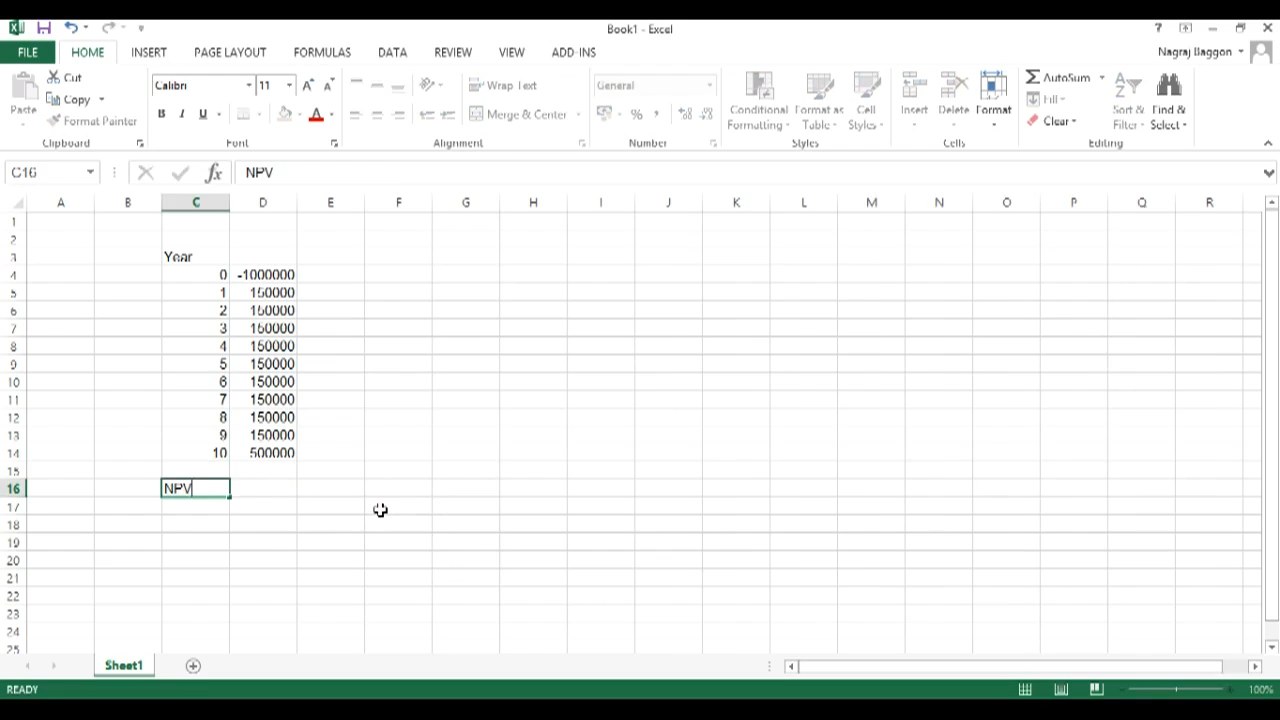 Book1 - Excel
?
FILE HOME INSERT PAGE LAYOUT FORMULAS DATA REVIEW VIEW ADD-INS
Nagraj Baggon
Cut
Copy
Format Painter
Paste
Clipboard
Calibri 11
B I U A
Font
Wrap Text
Merge & Center
Alignment
General
%
Number
Conditional Formatting
Format as Table
Cell Styles
Styles
Insert Delete Format
Cells
AutoSum
Fill
Clear
Sort & Filter
Find & Select
Editing
C16 fx NPV
A B C D E F G H I J K L M N O P Q R
1
2
3 Year
4 0 -1000000
5 1 150000
6 2 150000
7 3 150000
8 4 150000
9 5 150000
10 6 150000
11 7 150000
12 8 150000
13 9 150000
14 10 500000
15
16 NPV
17
18
19
20
21
22
23
24
25
Sheet1
READY
100%